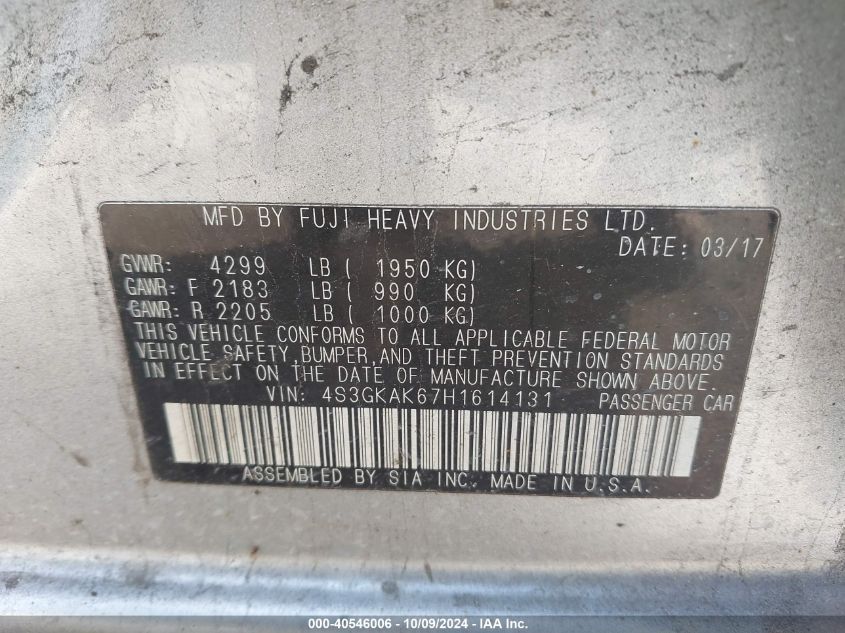 MFD BY FUJI HEAVY INDUSTRIES LTD.
DATE: 03/17
GVWR: 4299 LB ( 1950 KG)
GAWR: F 2183 LB ( 990 KG)
GAWR: R 2205 LB ( 1000 KG)
THIS VEHICLE CONFORMS TO ALL APPLICABLE FEDERAL MOTOR
VEHICLE SAFETY,BUMPER,AND THEFT PREVENTION STANDARDS
IN EFFECT ON THE DATE OF MANUFACTURE SHOWN ABOVE.
VIN: 4S3GKAK67H1614131 PASSENGER CAR
ASSEMBLED BY SIA INC. MADE IN U.S.A.
000-40546006 - 10/09/2024 - IAA Inc.